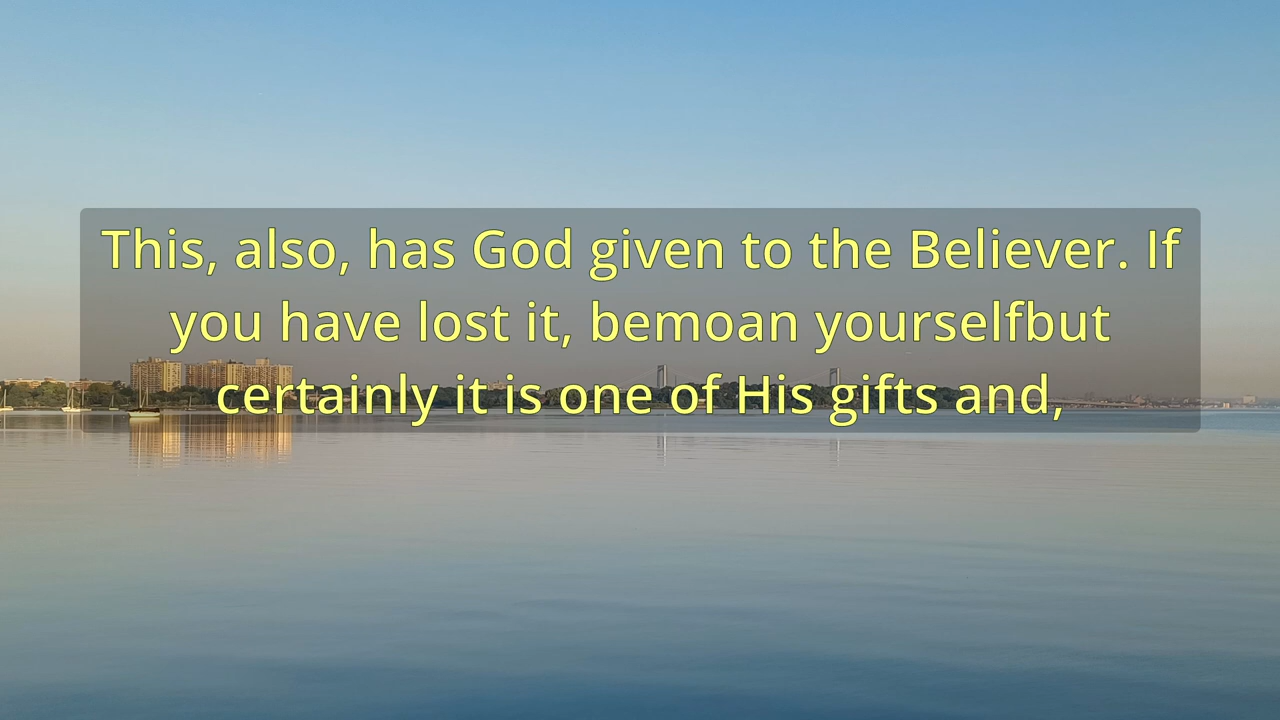 This, also, has God given to the Believer. If
you have lost it, bemoan yourselfbut
certainly it is one of His gifts and,